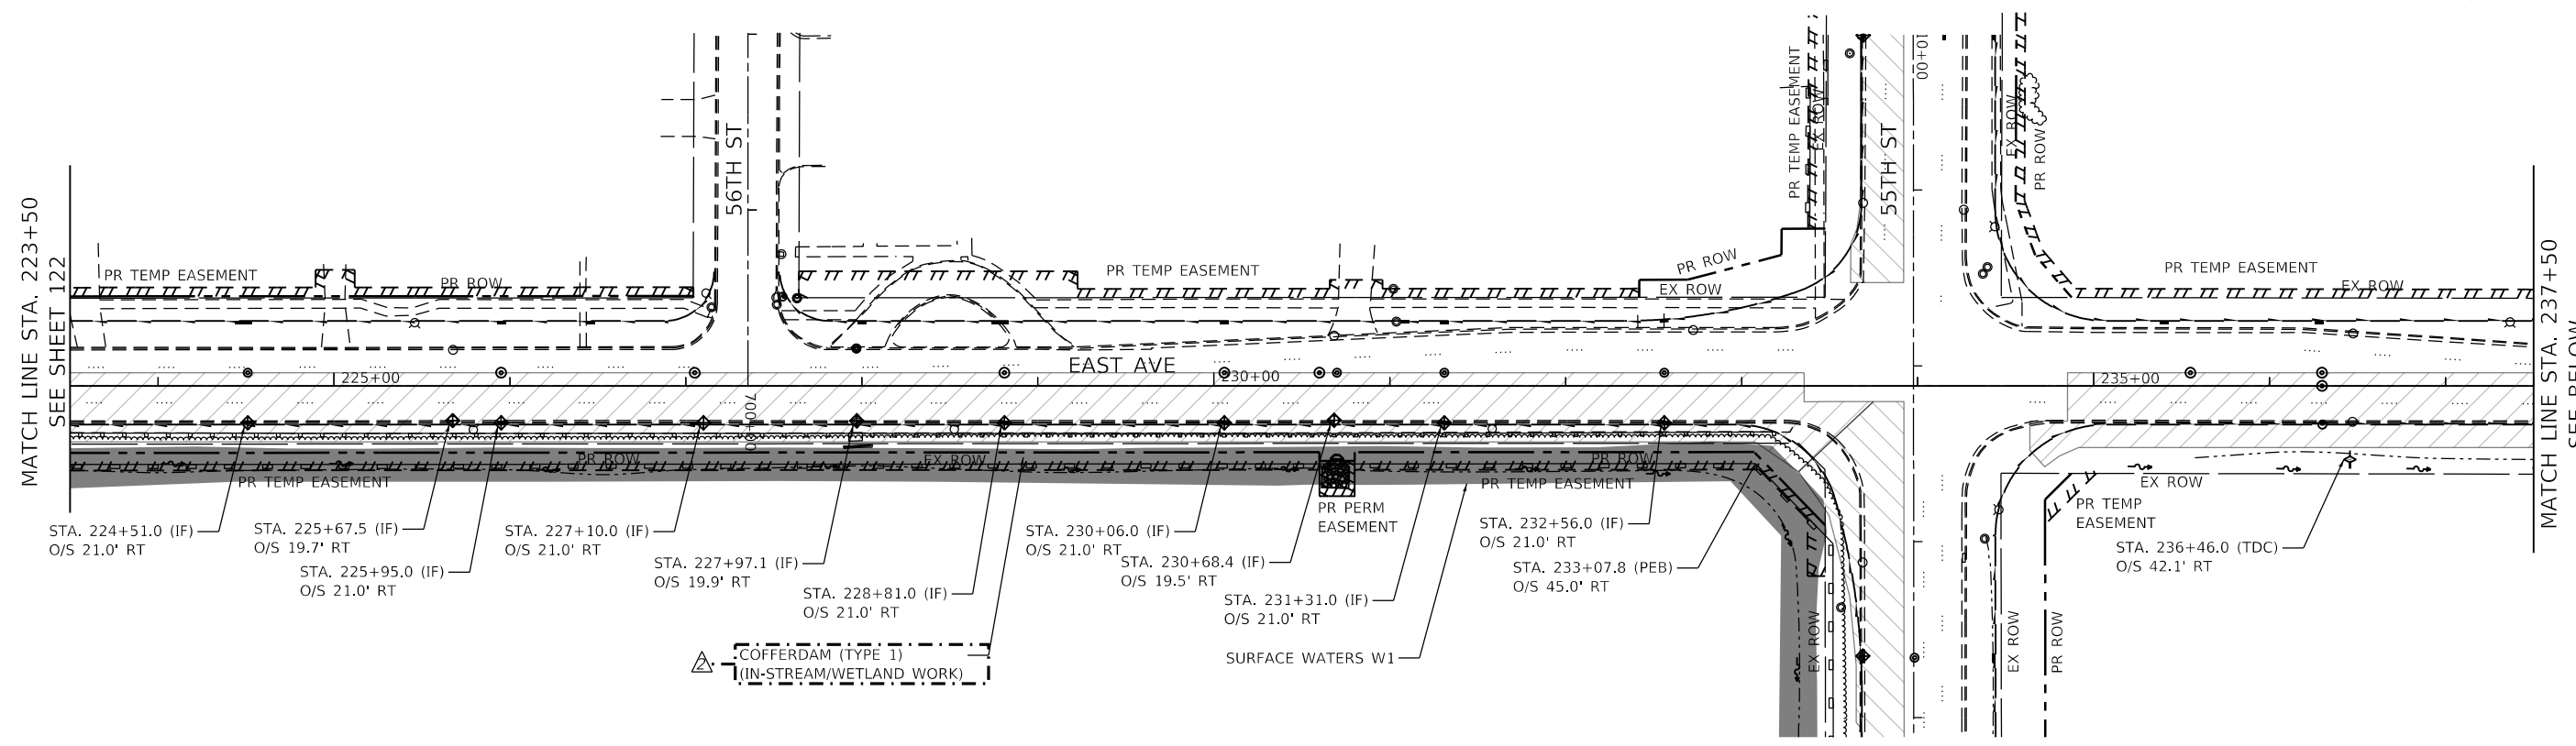 MATCH LINE STA. 223+50
SEE SHEET 122
PR TEMP EASEMENT
PR ROW
56TH ST
PR TEMP EASEMENT
PR ROW
EX ROW
PR TEMP EASEMENT
EX ROW
55TH ST
10+00
EX ROW
PR ROW
PR TEMP EASEMENT
EX ROW
MATCH LINE STA. 237+50
SEE BELOW
225+00
EAST AVE
230+00
235+00
700+00
PR ROW
EX ROW
PR ROW
PR TEMP EASEMENT
PR TEMP EASEMENT
PR PERM
EASEMENT
EX ROW
PR TEMP
EASEMENT
STA. 224+51.0 (IF)
O/S 21.0' RT
STA. 225+67.5 (IF)
O/S 19.7' RT
STA. 225+95.0 (IF)
O/S 21.0' RT
STA. 227+10.0 (IF)
O/S 21.0' RT
STA. 227+97.1 (IF)
O/S 19.9' RT
STA. 228+81.0 (IF)
O/S 21.0' RT
STA. 230+06.0 (IF)
O/S 21.0' RT
STA. 230+68.4 (IF)
O/S 19.5' RT
STA. 231+31.0 (IF)
O/S 21.0' RT
STA. 232+56.0 (IF)
O/S 21.0' RT
STA. 233+07.8 (PEB)
O/S 45.0' RT
STA. 236+46.0 (TDC)
O/S 42.1' RT
2
COFFERDAM (TYPE 1)
(IN-STREAM/WETLAND WORK)
SURFACE WATERS W1
EX ROW
EX ROW
PR ROW